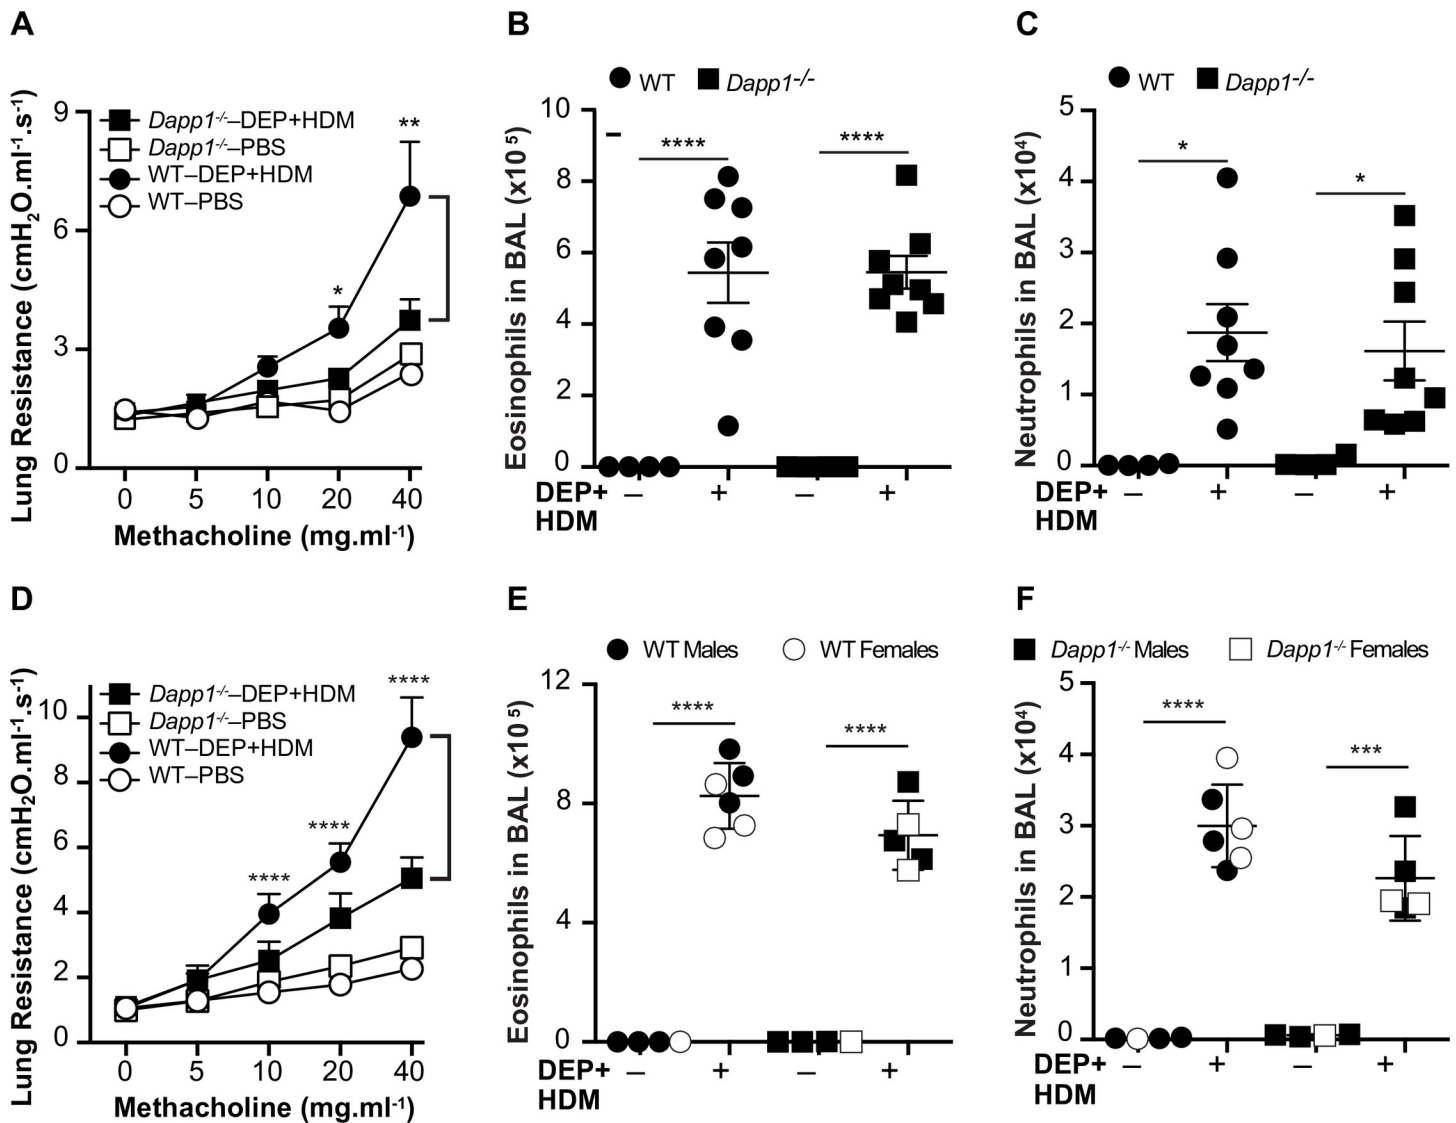 A
Lung Resistance (cmH2O.ml-1.s-1)
9
6
3
0
Dapp1-/-–DEP+HDM
Dapp1-/-–PBS
WT–DEP+HDM
WT–PBS
*
**
0 5 10 20 40
Methacholine (mg.ml-1)
B
WT Dapp1-/-
Eosinophils in BAL (x10 5)
10
8
6
4
2
0
**** ****
DEP+ – + – +
HDM
C
WT Dapp1-/-
Neutrophils in BAL (x104)
5
4
3
2
1
0
* *
DEP+ – + – +
HDM
D
Lung Resistance (cmH2O.ml-1.s-1)
10
8
6
4
2
0
Dapp1-/-–DEP+HDM
Dapp1-/-–PBS
WT–DEP+HDM
WT–PBS
****
****
****
0 5 10 20 40
Methacholine (mg.ml-1)
E
WT Males WT Females
Eosinophils in BAL (x10 5)
12
8
4
0
**** ****
DEP+ – + – +
HDM
F
Dapp1-/- Males Dapp1-/- Females
Neutrophils in BAL (x104)
5
4
3
2
1
0
**** ***
DEP+ – + – +
HDM